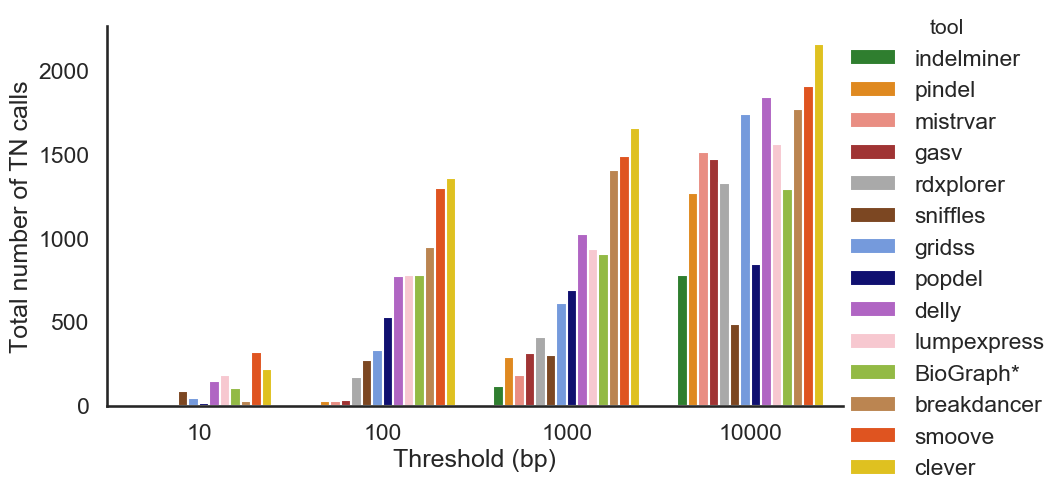 Total number of TN calls
2000
1500
1000
500
0
10
100
1000
10000
Threshold (bp)
tool
indelminer
pindel
mistrvar
gasv
rdxplorer
sniffles
gridss
popdel
delly
lumpexpress
BioGraph*
breakdancer
smoove
clever